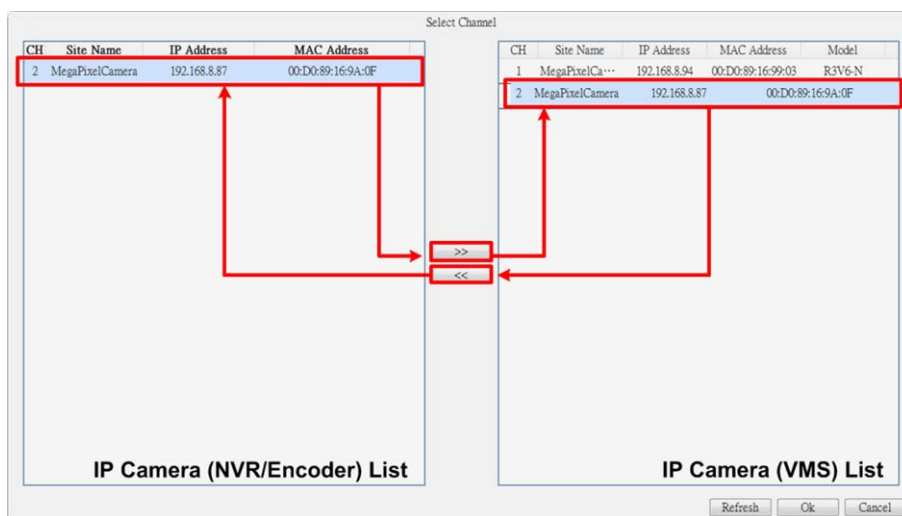 Select Channel
CH Site Name IP Address MAC Address
2 MegaPixelCamera 192.168.8.87 00:D0:89:16:9A:0F
CH Site Name IP Address MAC Address Model
1 MegaPixelCa··· 192.168.8.94 00:D0:89:16:99:03 R3V6-N
2 MegaPixelCamera 192.168.8.87 00:D0:89:16:9A:0F
>>
<<
IP Camera (NVR/Encoder) List
IP Camera (VMS) List
Refresh Ok Cancel